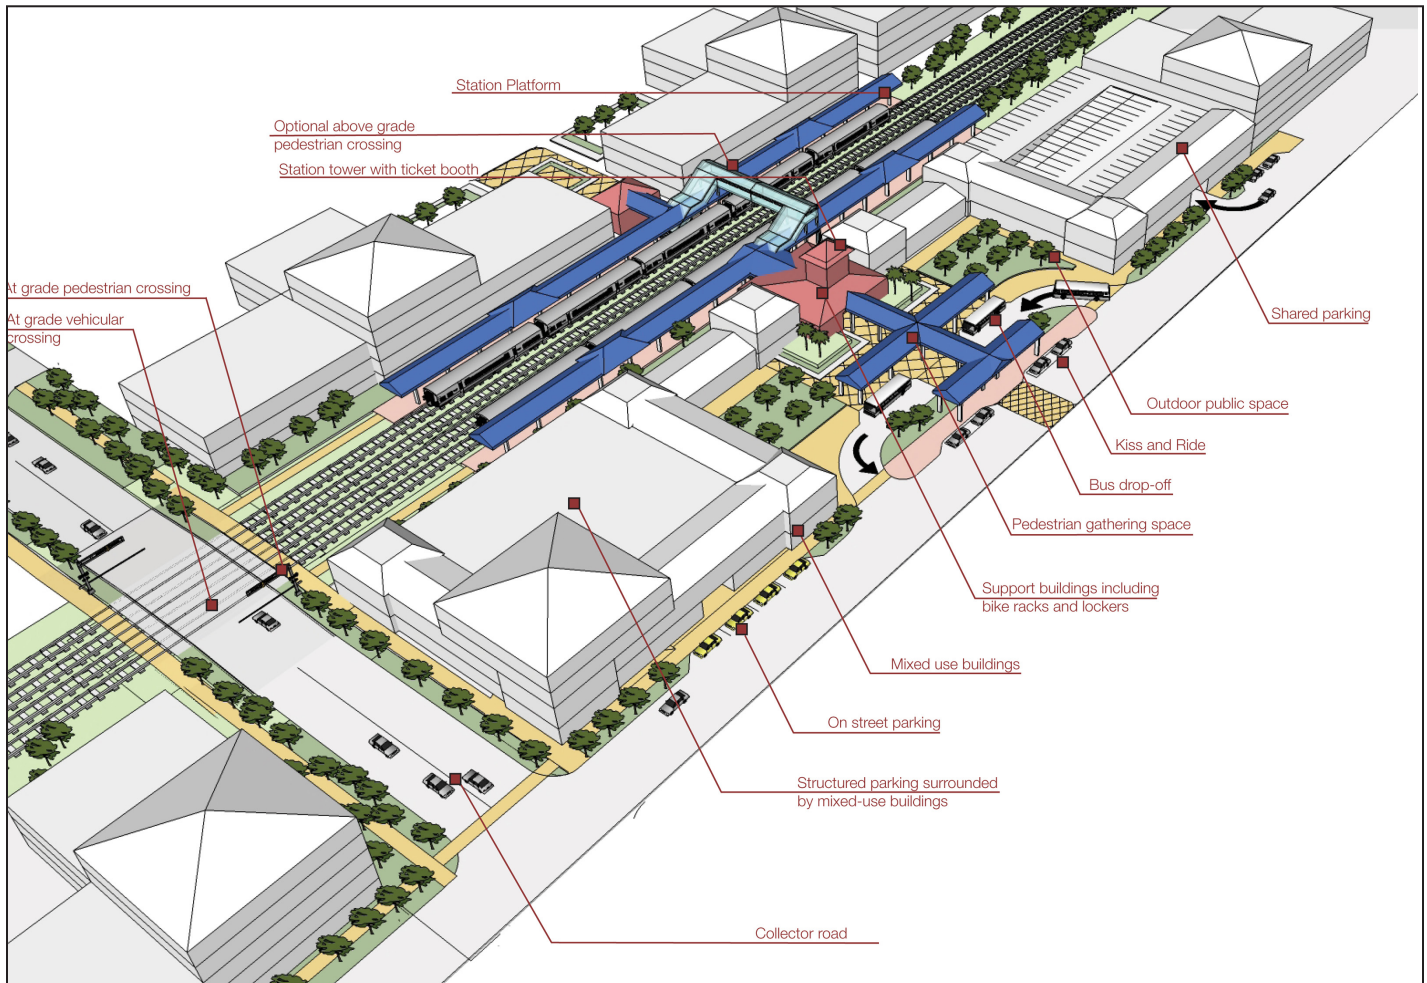 Station Platform
Optional above grade
pedestrian crossing
Station tower with ticket booth
At grade pedestrian crossing
At grade vehicular
crossing
Shared parking
Outdoor public space
Kiss and Ride
Bus drop-off
Pedestrian gathering space
Support buildings including
bike racks and lockers
Mixed use buildings
On street parking
Structured parking surrounded
by mixed-use buildings
Collector road